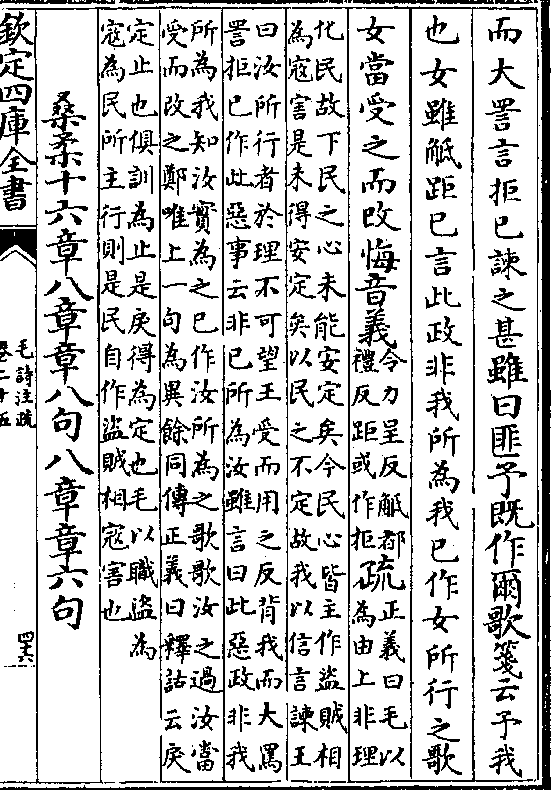 而大詈言拒已諫之甚雖曰匪予既作爾歌箋云予我
也女雖觝距已言此政非我所為我已作女所行之歌
女當受之而改悔音義令力呈反觝都
禮反距或作拒疏正義曰毛以
為由上非理
化民故下民之心未能安定矣今民心皆主作盜賊相
為寇害是未得安定矣以民之不定故我以信言諫王
曰汝所行者於理不可望王受而用之反背我而大罵
詈拒已作此惡事云非已所為汝雖言曰此惡政非我
所為我知汝實為之已作汝所為之歌歌汝之過汝當
受而改之鄭唯上一句為異餘同傳正義曰釋詁云戾
定止也俱訓為止是戾得為定也毛以職盜為
寇為民所主行則是民自作盜賊相寇害也
桑柔十六章八章章八句八章章六句
欽定四庫全書
毛詩注疏
卷二十五
四六